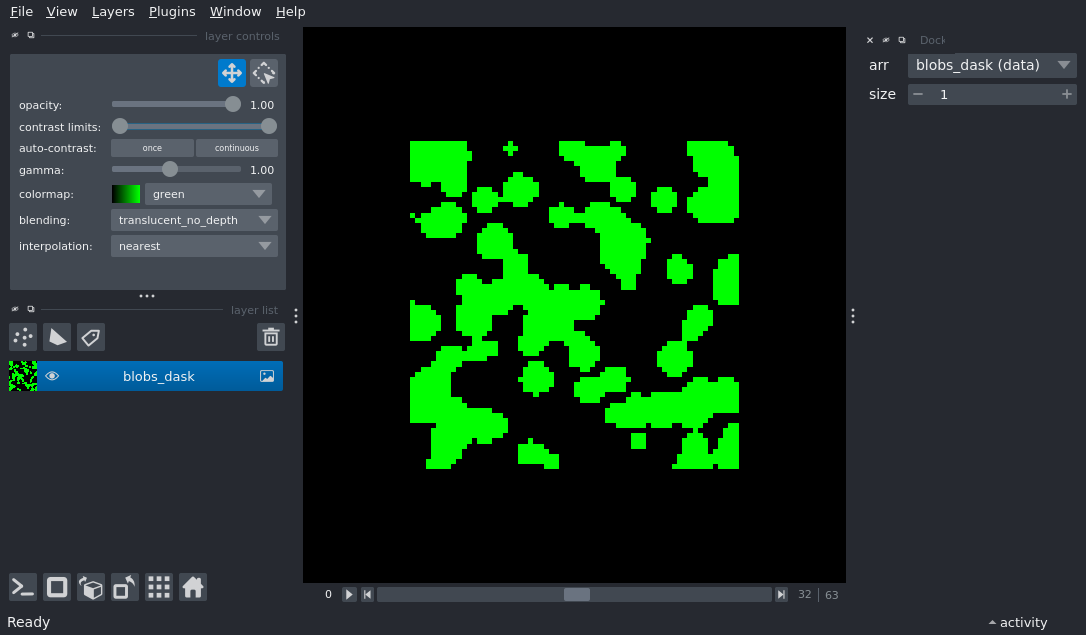 File View Layers Plugins Window Help
layer controls
opacity: 1.00
contrast limits:
auto-contrast: once continuous
gamma: 1.00
colormap: green
blending: translucent_no_depth
interpolation: nearest
layer list
blobs_dask
Dock
arr blobs_dask (data)
size 1
0 32 63
Ready
activity